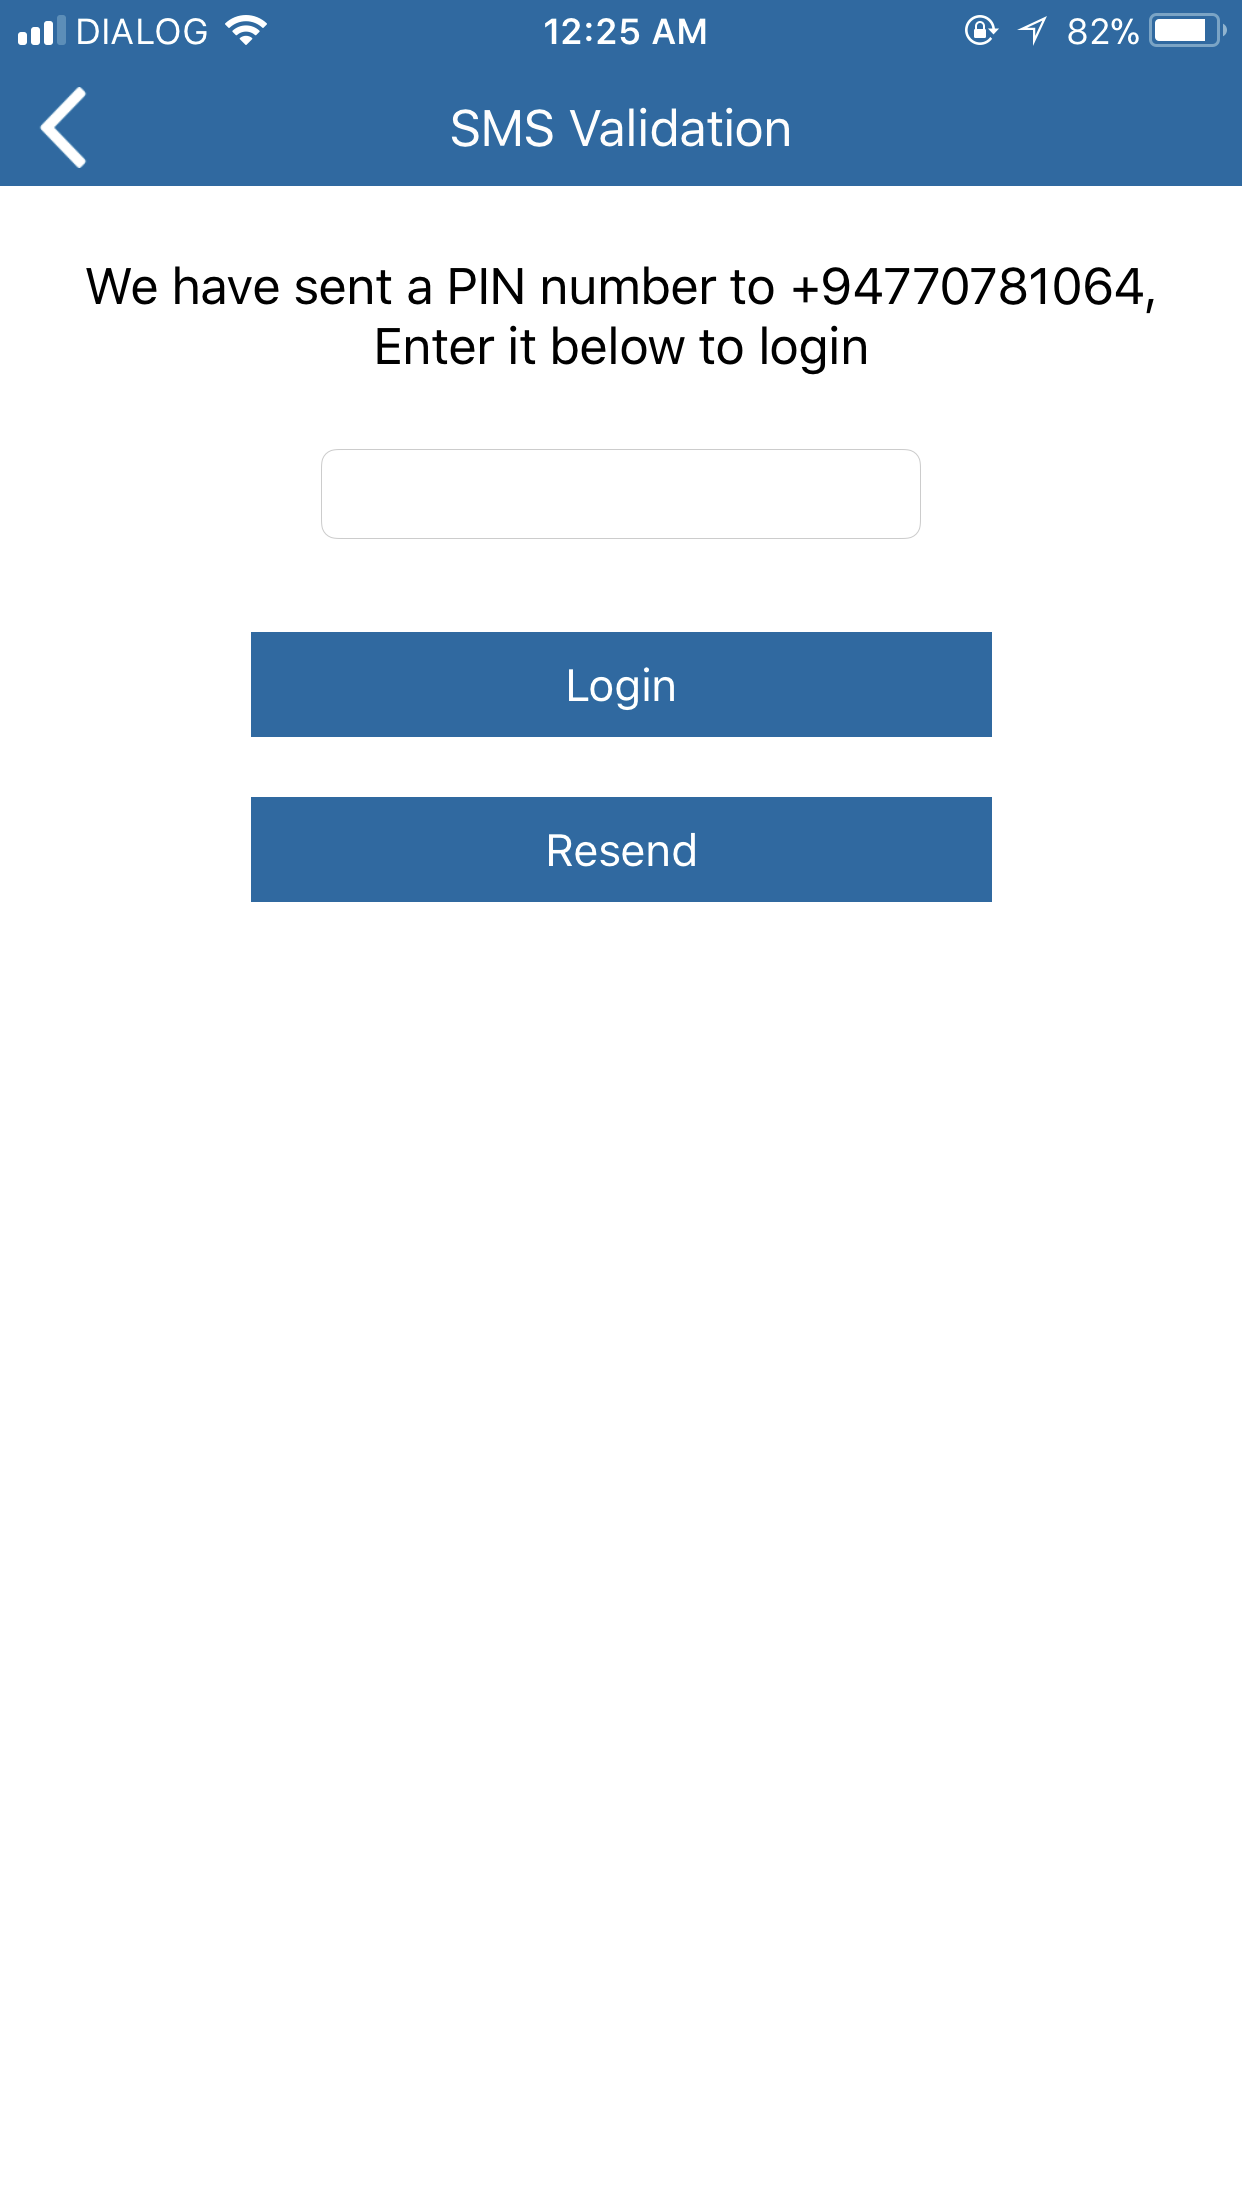 DIALOG 12:25 AM 82%
SMS Validation
We have sent a PIN number to +94770781064,
Enter it below to login
Login
Resend